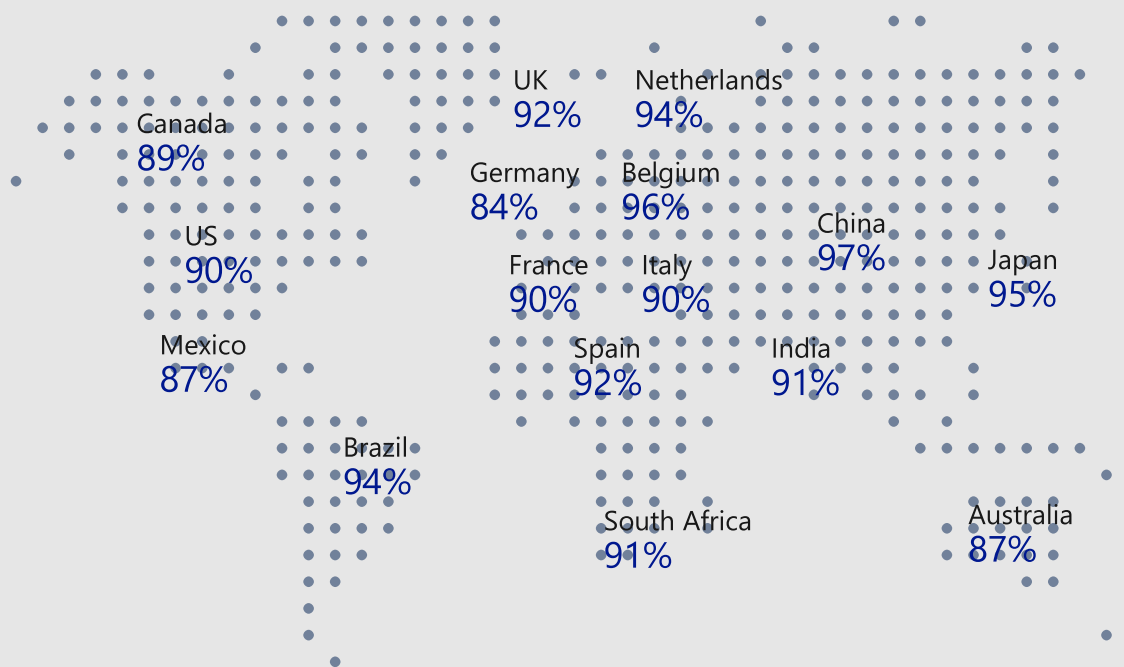 UK
92%
Netherlands
94%
Canada
89%
Germany
84%
Belgium
96%
China
97%
US
90%
France
90%
Italy
90%
Japan
95%
Mexico
87%
Spain
92%
India
91%
Brazil
94%
South Africa
91%
Australia
87%